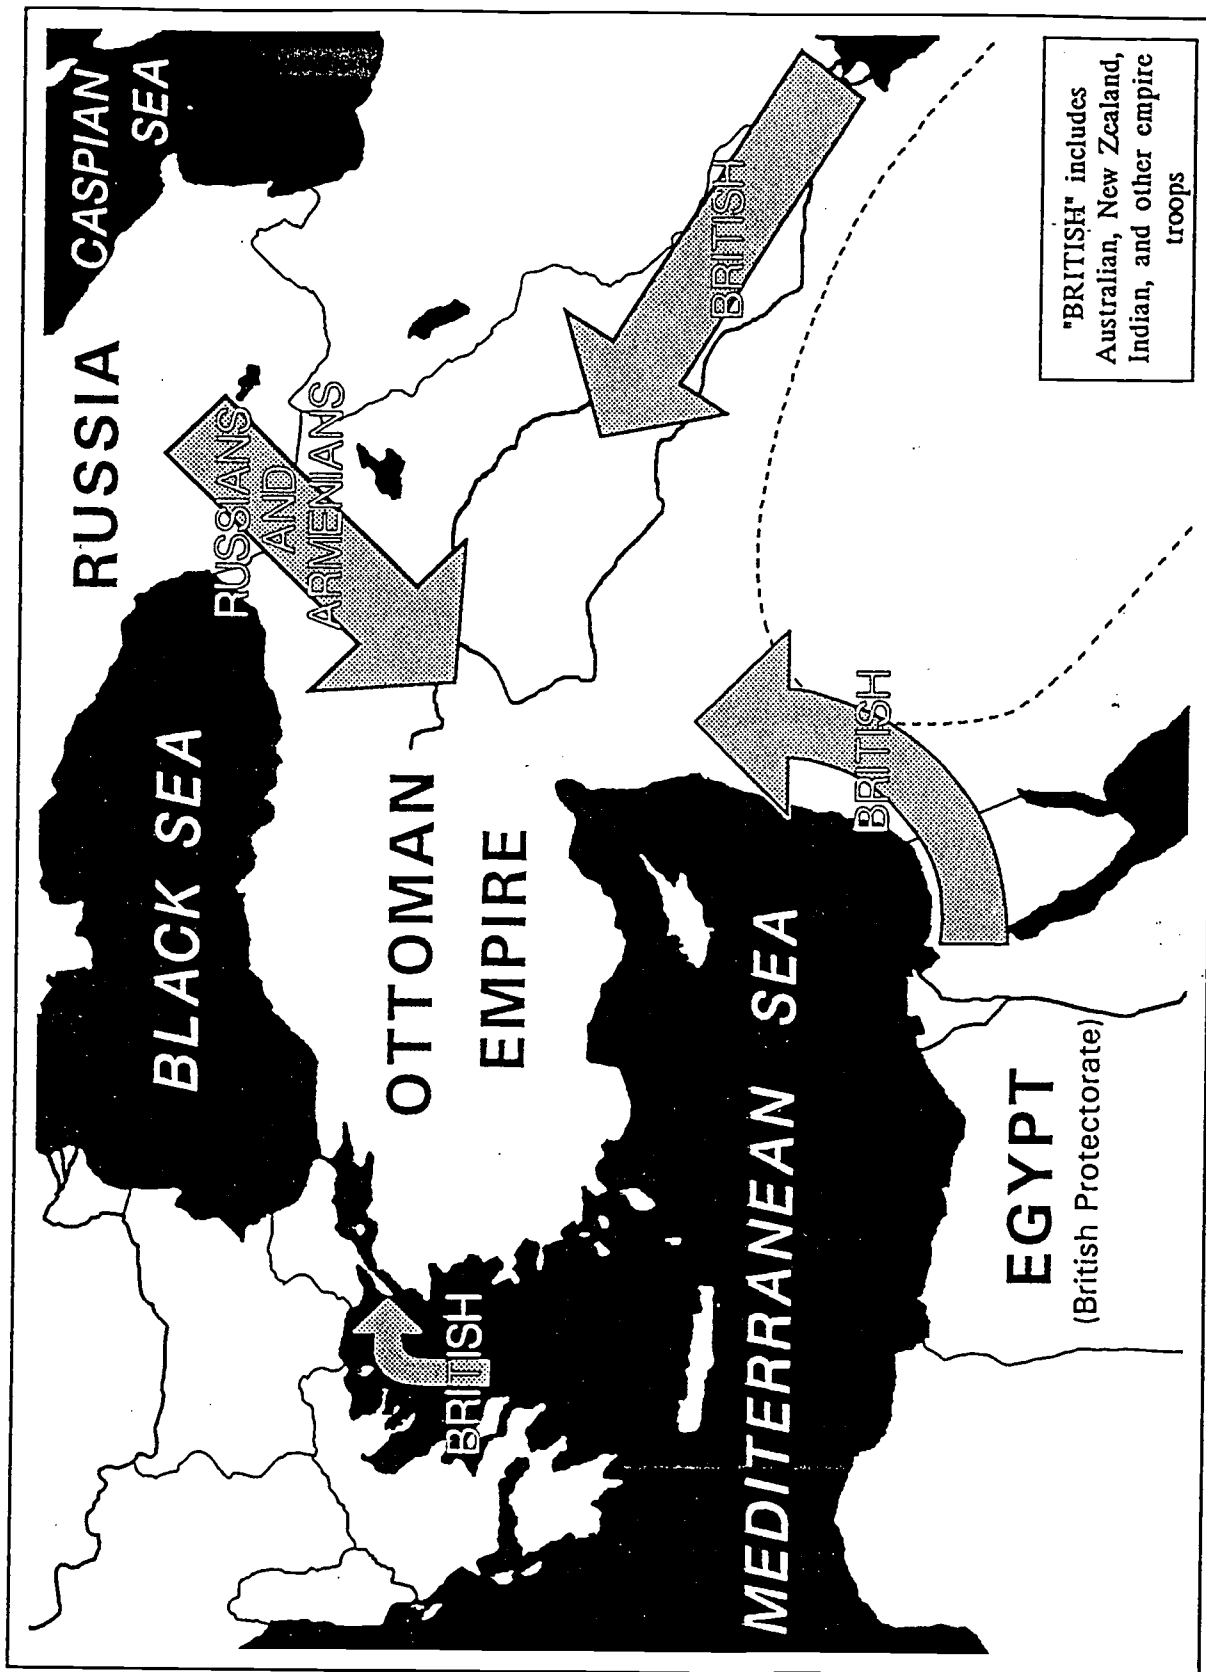 CASPIAN
SEA
RUSSIA
BLACK SEA
RUSSIANS
AND
ARMENIANS
OTTOMAN
EMPIRE
BRITISH
BRITISH
BRITISH
MEDITERRANEAN SEA
EGYPT
(British Protectorate)
"BRITISH" includes
Australian, New Zealand,
Indian, and other empire
troops